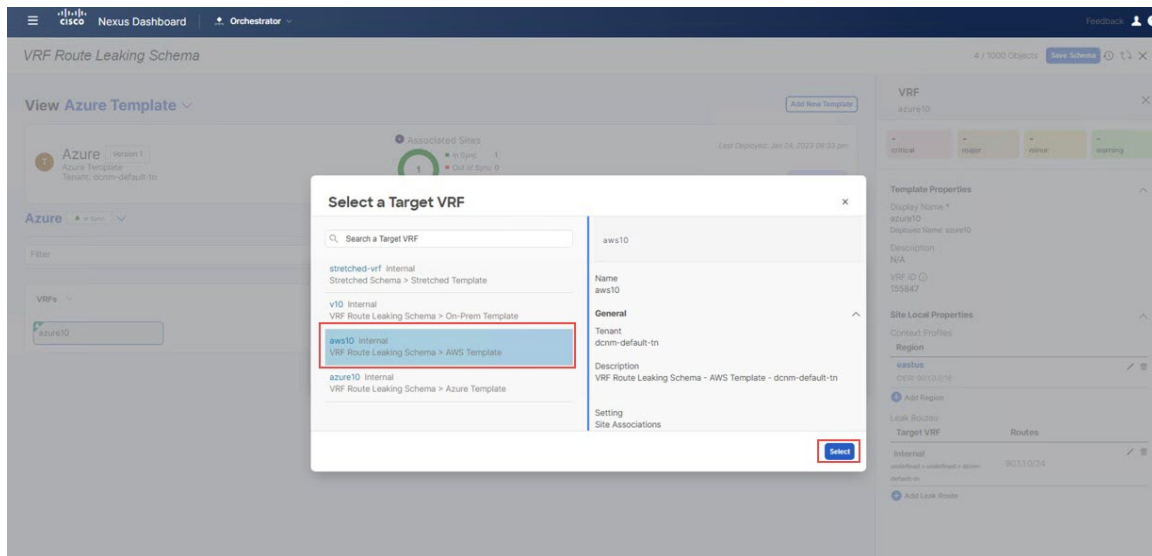 cisco Nexus Dashboard Orchestrator Feedback
VRF Route Leaking Schema
4 / 1000 Objects Save Schema
View Azure Template
Add New Template
T
Azure Version 1
Azure Template
Tenant: dcnm-default-tn
Associated Sites
1
In Sync 1
Out of Sync 0
Last Deployed: Jan 24, 2023 08:33 pm
Azure In Sync
Filter
VRFs
azure10
Select a Target VRF
Search a Target VRF
stretched-vrf Internal
Stretched Schema > Stretched Template
v10 Internal
VRF Route Leaking Schema > On-Prem Template
aws10 Internal
VRF Route Leaking Schema > AWS Template
azure10 Internal
VRF Route Leaking Schema > Azure Template
aws10
Name
aws10
General
Tenant
dcnm-default-tn
Description
VRF Route Leaking Schema - AWS Template - dcnm-default-tn
Setting
Site Associations
Select
VRF
azure10
- - - -
critical major minor warning
Template Properties
Display Name *
azure10
Deployed Name: azure10
Description
N/A
VRF ID
155847
Site Local Properties
Context Profiles
Region
eastus
Add Region
Leak Routes
Target VRF Routes
Internal
undefined > undefined > dcnm-
default-tn
Add Leak Route